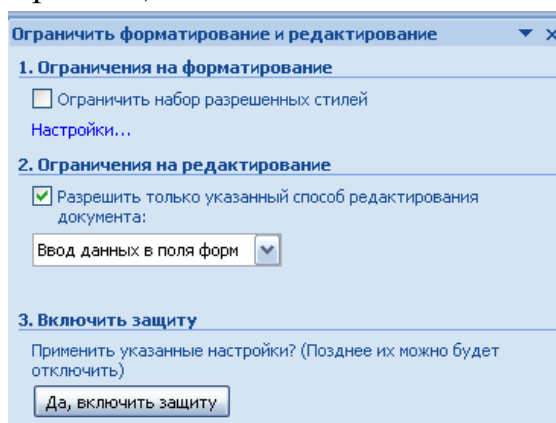 Ограничить форматирование и редактирование
1. Ограничения на форматирование
Ограничить набор разрешенных стилей
Настройки...
2. Ограничения на редактирование
Разрешить только указанный способ редактирования
документа:
Ввод данных в поля форм
3. Включить защиту
Применить указанные настройки? (Позднее их можно будет
отключить)
Да, включить защиту